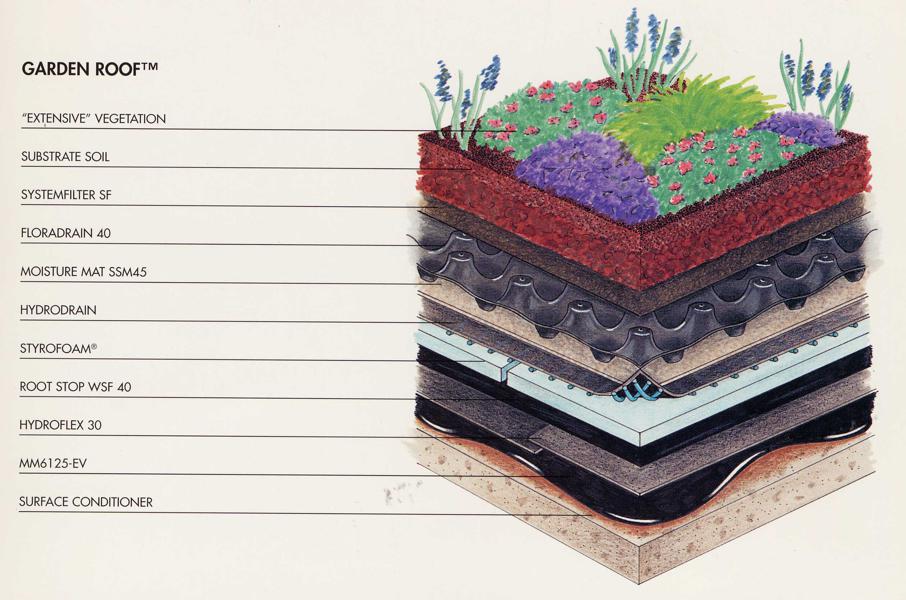 GARDEN ROOF™
"EXTENSIVE" VEGETATION
SUBSTRATE SOIL
SYSTEMFILTER SF
FLORADRAIN 40
MOISTURE MAT SSM45
HYDRODRAIN
STYROFOAM®
ROOT STOP WSF 40
HYDROFLEX 30
MM6125-EV
SURFACE CONDITIONER